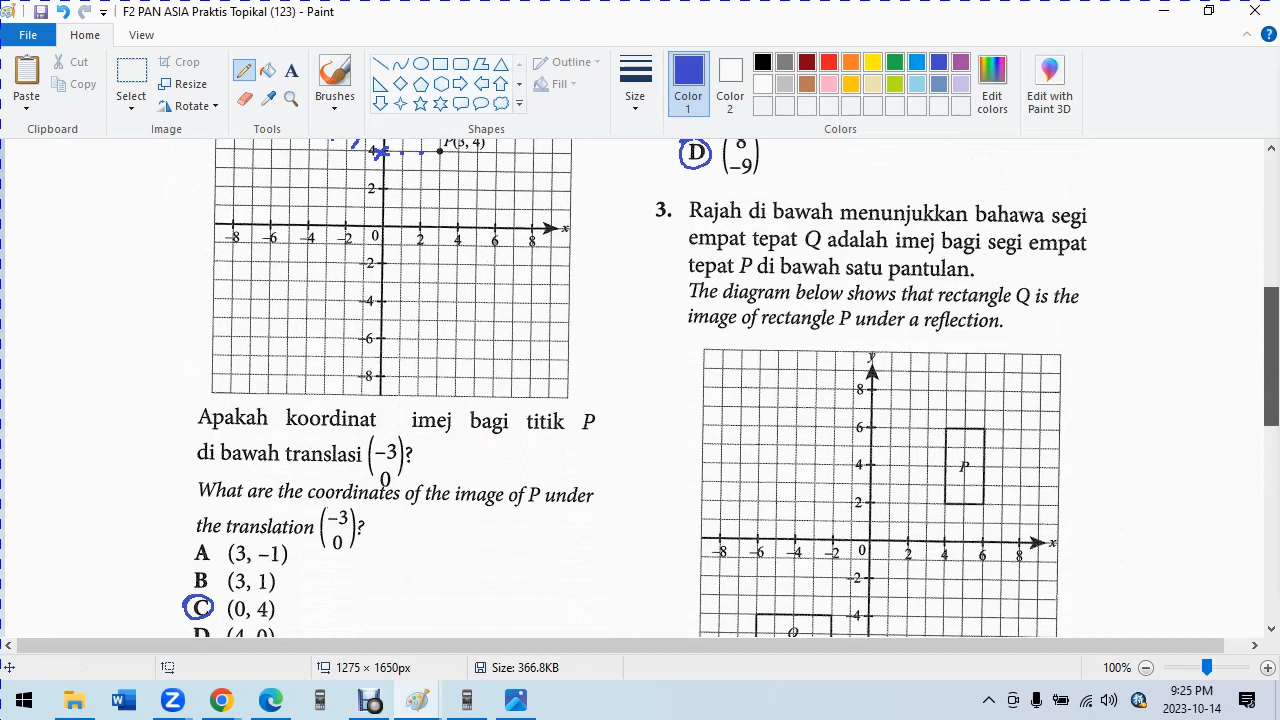 F2 PAN ASIA Praktis Topikal (123) - Paint
File
Home
View
Paste
Cut
Copy
Clipboard
Select
Crop
Resize
Rotate
Image
A
Tools
Brushes
Shapes
Outline
Fill
Size
Color 1
Color 2
Edit colors
Colors
Edit with Paint 3D
P(3, 4)
4
2
-8 -6 -4 -2 0 2 4 6 8 x
-2
-4
-6
-8
Apakah koordinat imej bagi titik P
di bawah translasi (-3 0)?
What are the coordinates of the image of P under
the translation (-3 0)?
A (3, –1)
B (3, 1)
C (0, 4)
D (4, 0)
D (8 –9)
3. Rajah di bawah menunjukkan bahawa segi
empat tepat Q adalah imej bagi segi empat
tepat P di bawah satu pantulan.
The diagram below shows that rectangle Q is the
image of rectangle P under a reflection.
y
8
6
4
P
2
-8 -6 -4 -2 0 2 4 6 8 x
-2
-4
Q
1275 × 1650px
Size: 366.8KB
100%
9:25 PM
2023-10-14